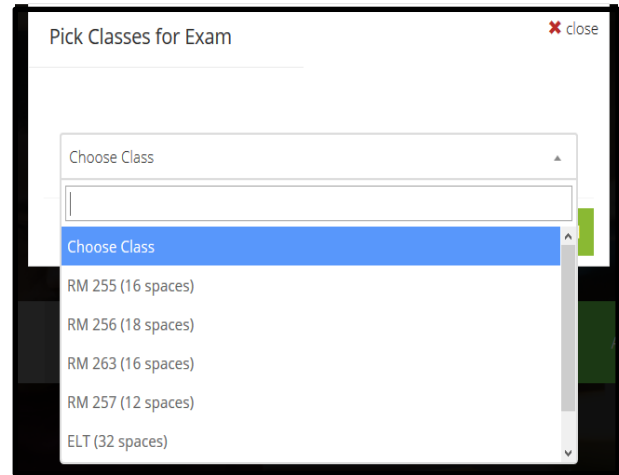 Pick Classes for Exam
✖ close
Choose Class
Choose Class
RM 255 (16 spaces)
RM 256 (18 spaces)
RM 263 (16 spaces)
RM 257 (12 spaces)
ELT (32 spaces)